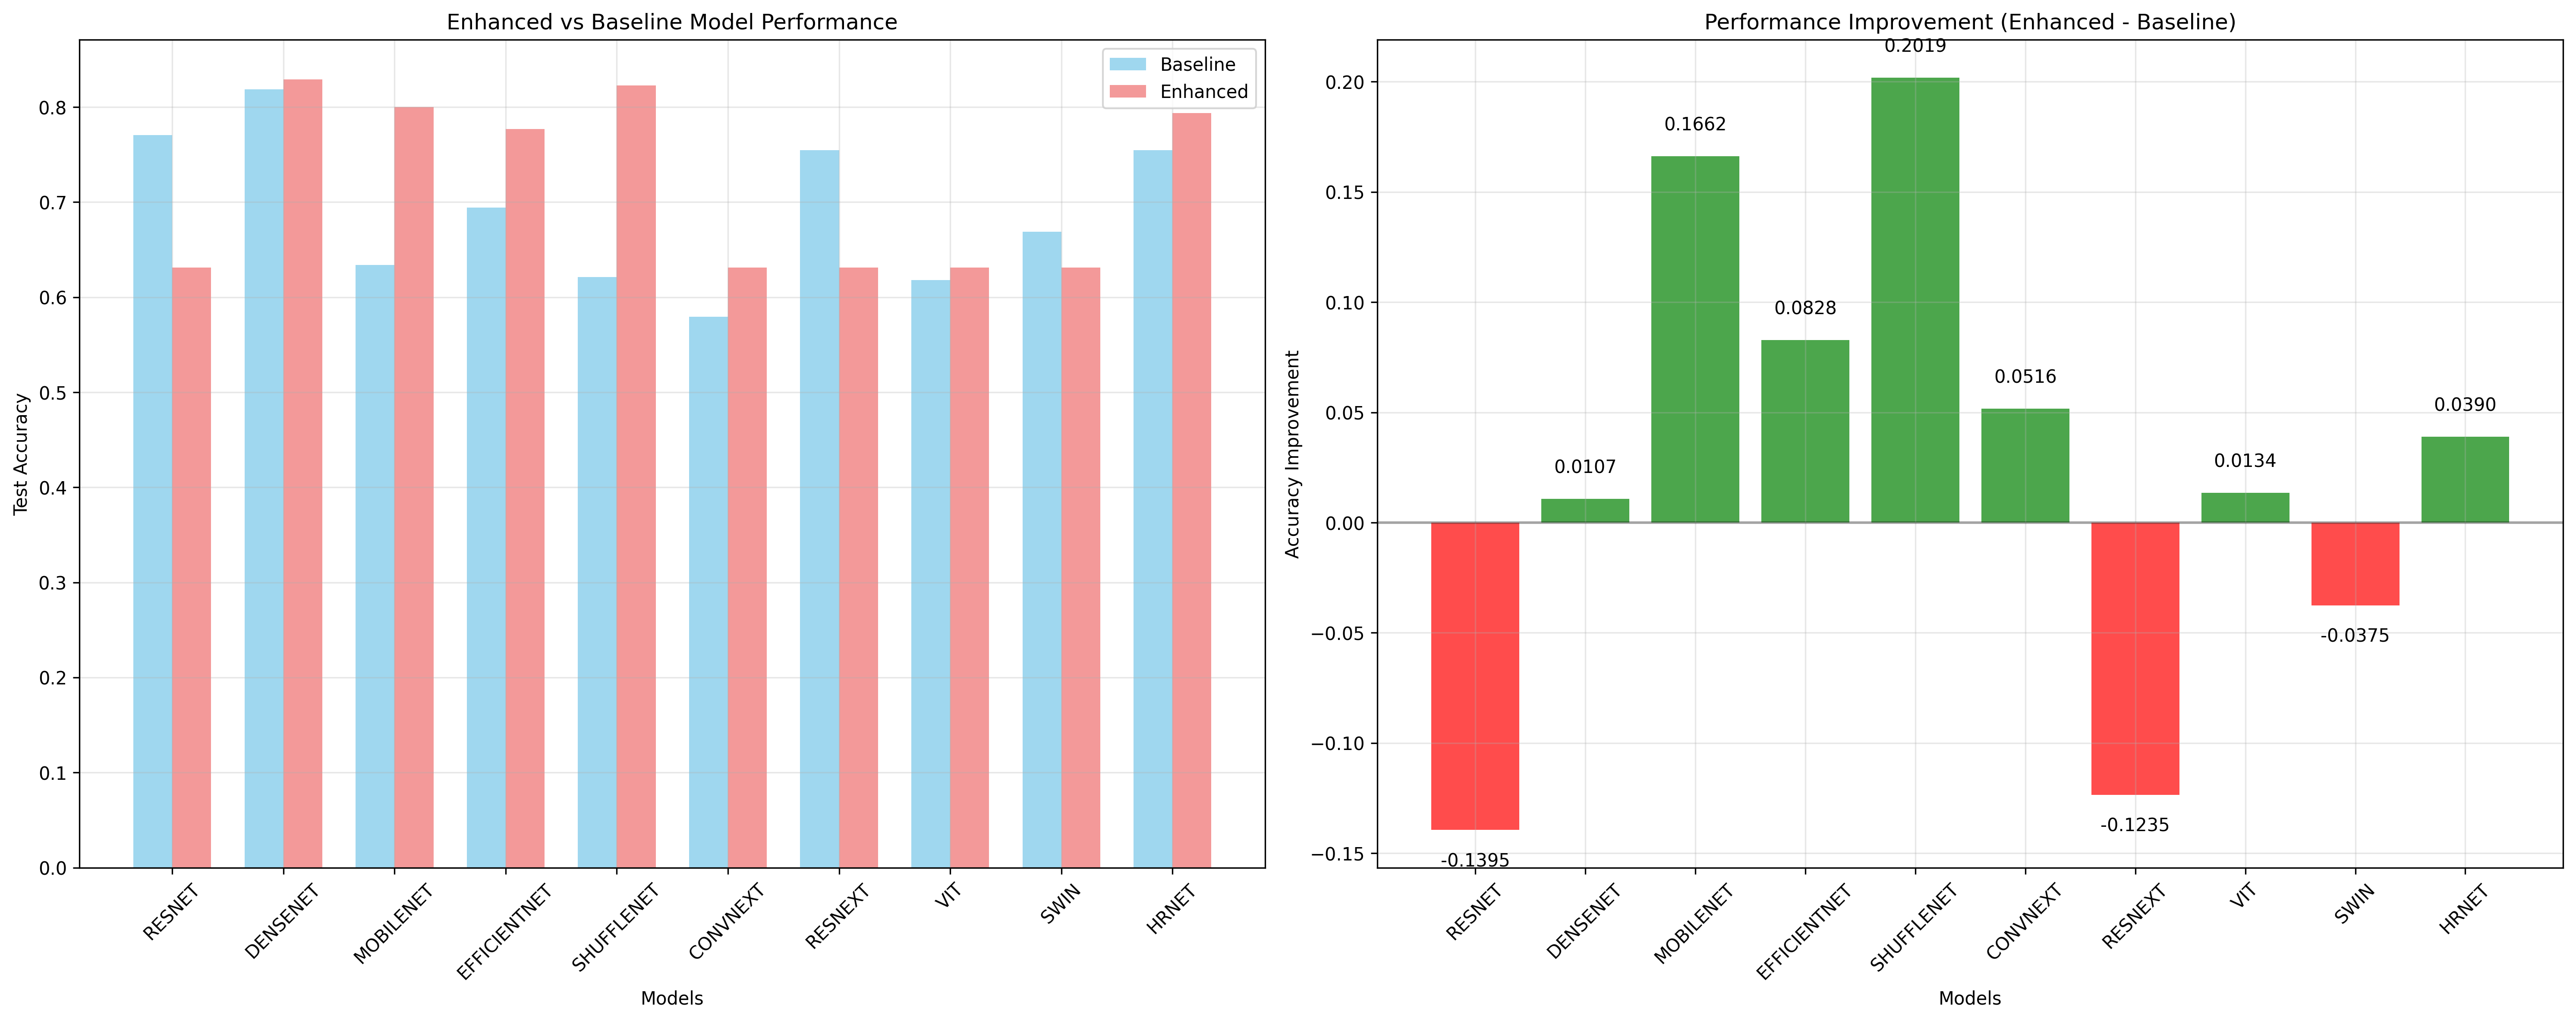 Enhanced vs Baseline Model Performance
Baseline
Enhanced
Test Accuracy
0.8
0.7
0.6
0.5
0.4
0.3
0.2
0.1
0.0
RESNET
DENSENET
MOBILENET
EFFICIENTNET
SHUFFLENET
CONVNEXT
RESNEXT
VIT
SWIN
HRNET
Models
Performance Improvement (Enhanced - Baseline)
Accuracy Improvement
0.20
0.15
0.10
0.05
0.00
−0.05
−0.10
−0.15
-0.1395
0.0107
0.1662
0.0828
0.2019
0.0516
-0.1235
0.0134
-0.0375
0.0390
RESNET
DENSENET
MOBILENET
EFFICIENTNET
SHUFFLENET
CONVNEXT
RESNEXT
VIT
SWIN
HRNET
Models